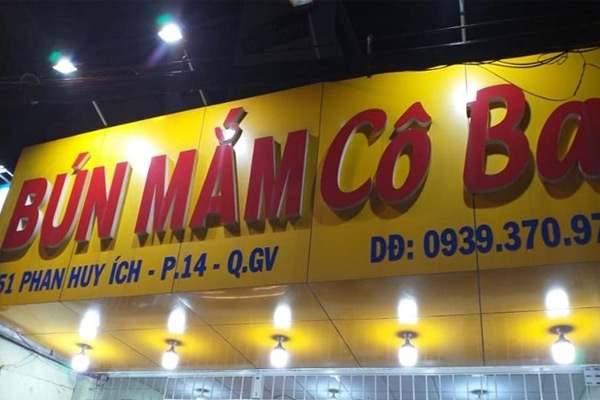 BÚN MẮM Cô Ba
51 PHAN HUY ÍCH - P.14 - Q.GV DĐ: 0939.370.97